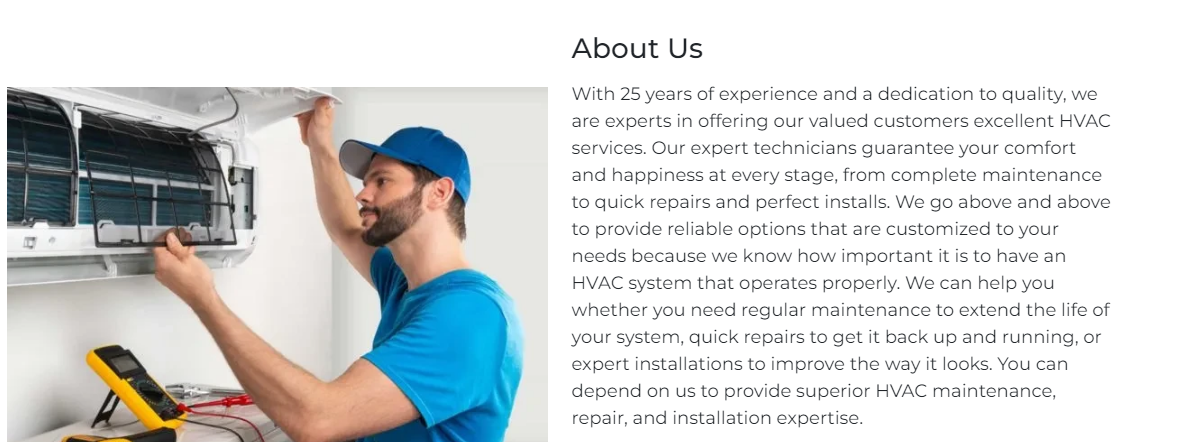 About Us
With 25 years of experience and a dedication to quality, we
are experts in offering our valued customers excellent HVAC
services. Our expert technicians guarantee your comfort
and happiness at every stage, from complete maintenance
to quick repairs and perfect installs. We go above and above
to provide reliable options that are customized to your
needs because we know how important it is to have an
HVAC system that operates properly. We can help you
whether you need regular maintenance to extend the life of
your system, quick repairs to get it back up and running, or
expert installations to improve the way it looks. You can
depend on us to provide superior HVAC maintenance,
repair, and installation expertise.